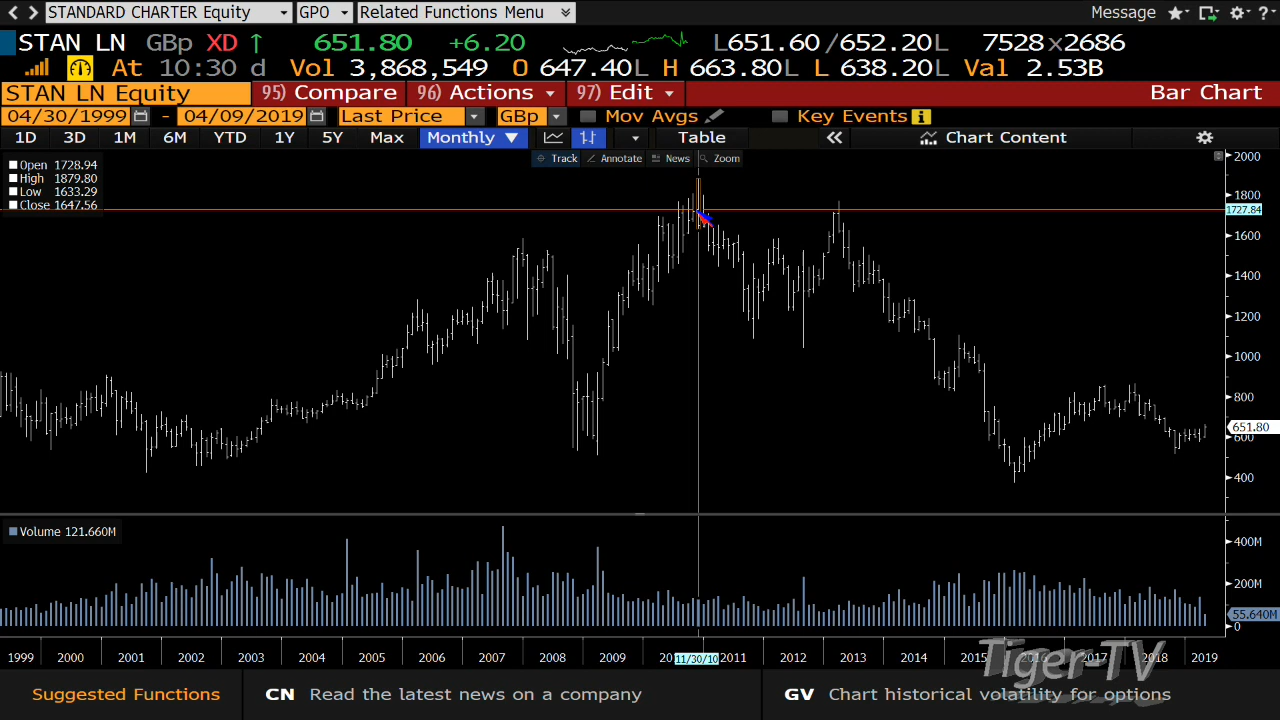 STANDARD CHARTER Equity GPO Related Functions Menu Message ?
STAN LN GBp XD ↑ 651.80 +6.20 L651.60/652.20L 7528x2686
At 10:30 d Vol 3,868,549 O 647.40L H 663.80L L 638.20L Val 2.53B
STAN LN Equity 95) Compare 96) Actions 97) Edit Bar Chart
04/30/1999 - 04/09/2019 Last Price GBp Mov Avgs Key Events i
1D 3D 1M 6M YTD 1Y 5Y Max Monthly ▼ Table « Chart Content
Track Annotate News Zoom
Open 1728.94
High 1879.80
Low 1633.29
Close 1647.56
2000
1800
1727.84
1600
1400
1200
1000
800
651.80
600
400
Volume 121.660M
400M
200M
55.640M
0
1999 2000 2001 2002 2003 2004 2005 2006 2007 2008 2009 20 11/30/10 2011 2012 2013 2014 2015 2016 2017 2018 2019
Tiger-TV
Suggested Functions CN Read the latest news on a company GV Chart historical volatility for options